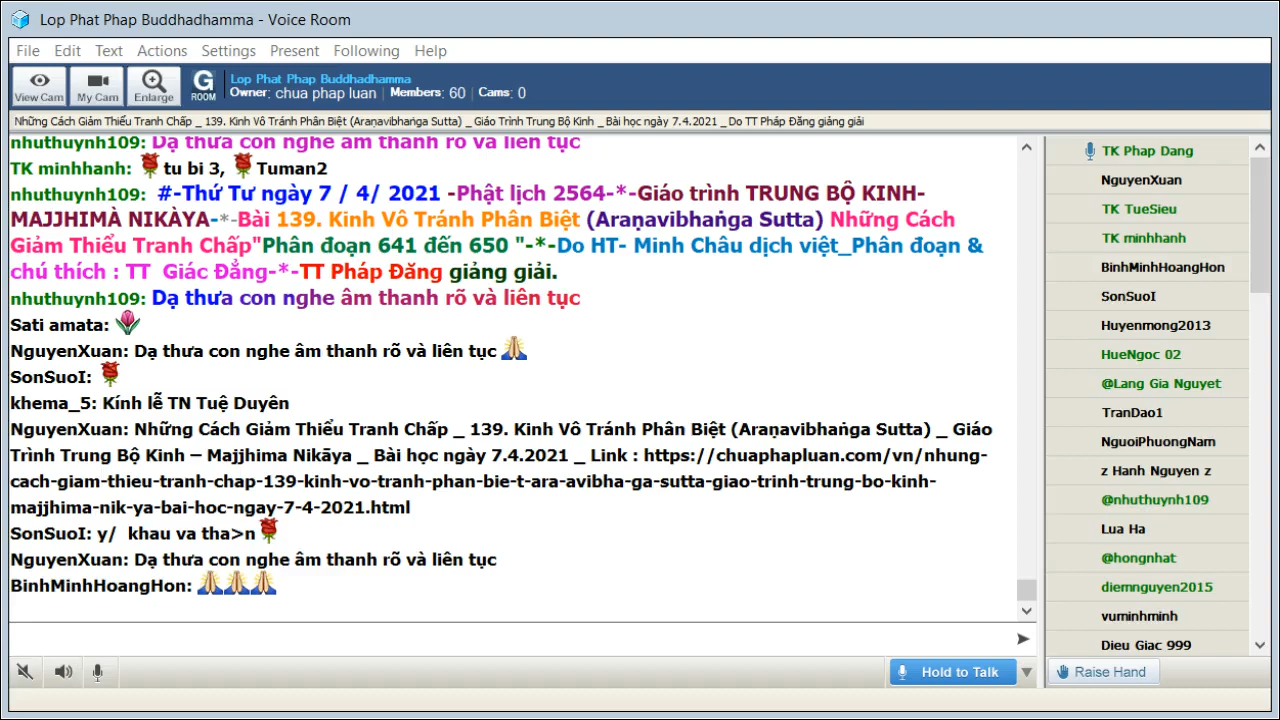 Lop Phat Phap Buddhadhamma - Voice Room
File Edit Text Actions Settings Present Following Help
View Cam My Cam Enlarge G ROOM
Lop Phat Phap Buddhadhamma
Owner: chua phap luan | Members: 60 | Cams: 0
Những Cách Giảm Thiểu Tranh Chấp _ 139. Kinh Vô Tránh Phân Biệt (Araṇavibhaṅga Sutta) _ Giáo Trình Trung Bộ Kinh _ Bài học ngày 7.4.2021 _ Do TT Pháp Đăng giảng giải
nhuthuynh109: Dạ thưa con nghe âm thanh rõ và liên tục
TK minhhanh: tu bi 3, Tuman2
nhuthuynh109: #-Thứ Tư ngày 7 / 4/ 2021 -Phật lịch 2564-*-Giáo trình TRUNG BỘ KINH-
MAJJHIMÀ NIKÀYA-*-Bài 139. Kinh Vô Tránh Phân Biệt (Araṇavibhaṅga Sutta) Những Cách
Giảm Thiểu Tranh Chấp"Phân đoạn 641 đến 650 "-*-Do HT- Minh Châu dịch việt_Phân đoạn &
chú thích : TT Giác Đẳng-*-TT Pháp Đăng giảng giải.
nhuthuynh109: Dạ thưa con nghe âm thanh rõ và liên tục
Sati amata:
NguyenXuan: Dạ thưa con nghe âm thanh rõ và liên tục
SonSuoI:
khema_5: Kính lễ TN Tuệ Duyên
NguyenXuan: Những Cách Giảm Thiểu Tranh Chấp _ 139. Kinh Vô Tránh Phân Biệt (Araṇavibhaṅga Sutta) _ Giáo
Trình Trung Bộ Kinh – Majjhima Nikāya _ Bài học ngày 7.4.2021 _ Link : https://chuaphapluan.com/vn/nhung-
cach-giam-thieu-tranh-chap-139-kinh-vo-tranh-phan-bie-t-ara-avibha-ga-sutta-giao-trinh-trung-bo-kinh-
majjhima-nik-ya-bai-hoc-ngay-7-4-2021.html
SonSuoI: y/ khau va tha>n
NguyenXuan: Dạ thưa con nghe âm thanh rõ và liên tục
BinhMinhHoangHon:
TK Phap Dang
NguyenXuan
TK TueSieu
TK minhhanh
BinhMinhHoangHon
SonSuoI
Huyenmong2013
HueNgoc 02
@Lang Gia Nguyet
TranDao1
NguoiPhuongNam
z Hanh Nguyen z
@nhuthuynh109
Lua Ha
@hongnhat
diemnguyen2015
vuminhminh
Dieu Giac 999
Hold to Talk
Raise Hand